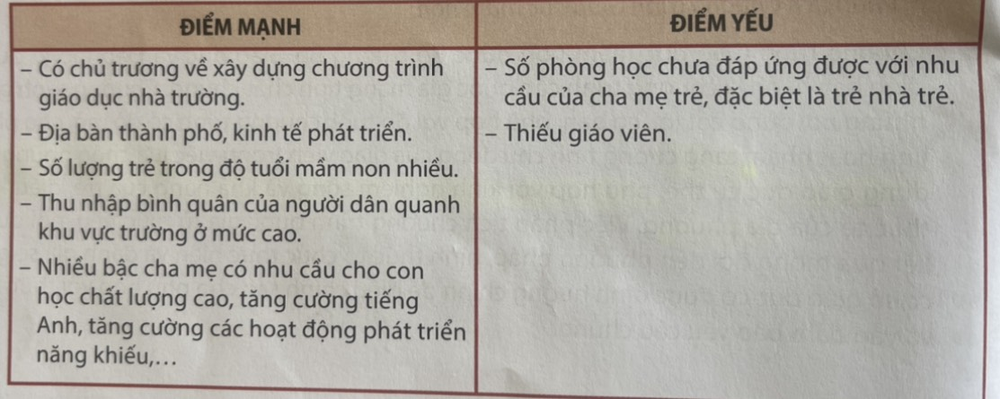 ĐIỂM MẠNH
– Có chủ trương về xây dựng chương trình
giáo dục nhà trường.
– Địa bàn thành phố, kinh tế phát triển.
– Số lượng trẻ trong độ tuổi mầm non nhiều.
– Thu nhập bình quân của người dân quanh
khu vực trường ở mức cao.
– Nhiều bậc cha mẹ có nhu cầu cho con
học chất lượng cao, tăng cường tiếng
Anh, tăng cường các hoạt động phát triển
năng khiếu,...
ĐIỂM YẾU
– Số phòng học chưa đáp ứng được với nhu
cầu của cha mẹ trẻ, đặc biệt là trẻ nhà trẻ.
– Thiếu giáo viên.